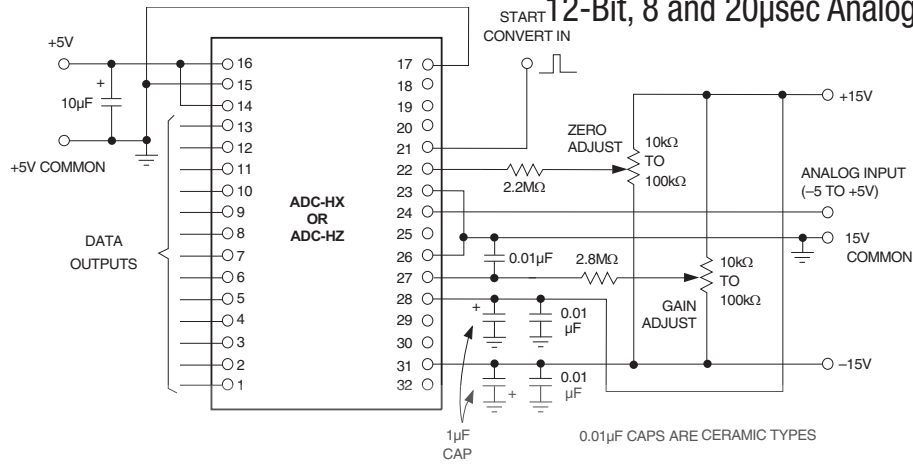 12-Bit, 8 and 20µsec Analog
START
CONVERT IN
+5V
+
10µF
+5V COMMON
16
15
14
13
12
11
10
9
8
7
6
5
4
3
2
1
DATA
OUTPUTS
ADC-HX
OR
ADC-HZ
17
18
19
20
21
22
23
24
25
26
27
28
29
30
31
32
2.2MΩ
ZERO
ADJUST
10kΩ
TO
100kΩ
+15V
ANALOG INPUT
(–5 TO +5V)
15V
COMMON
0.01µF
2.8MΩ
10kΩ
TO
100kΩ
GAIN
ADJUST
+
0.01
µF
–15V
+
0.01
µF
1µF
CAP
0.01µF CAPS ARE CERAMIC TYPES